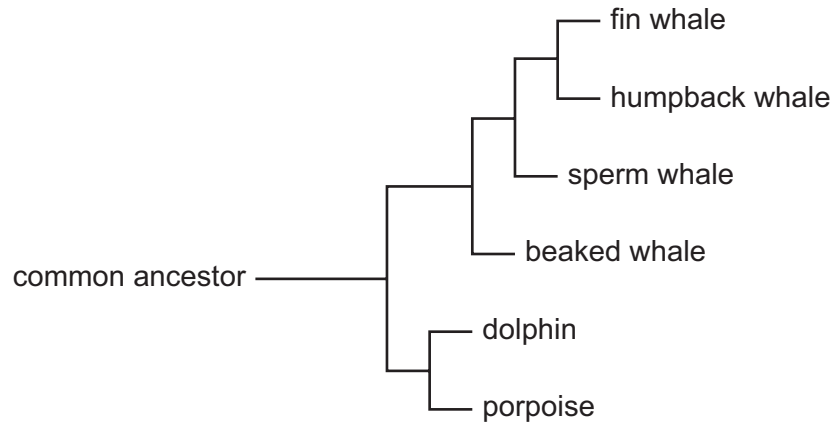 fin whale
humpback whale
sperm whale
beaked whale
common ancestor
dolphin
porpoise